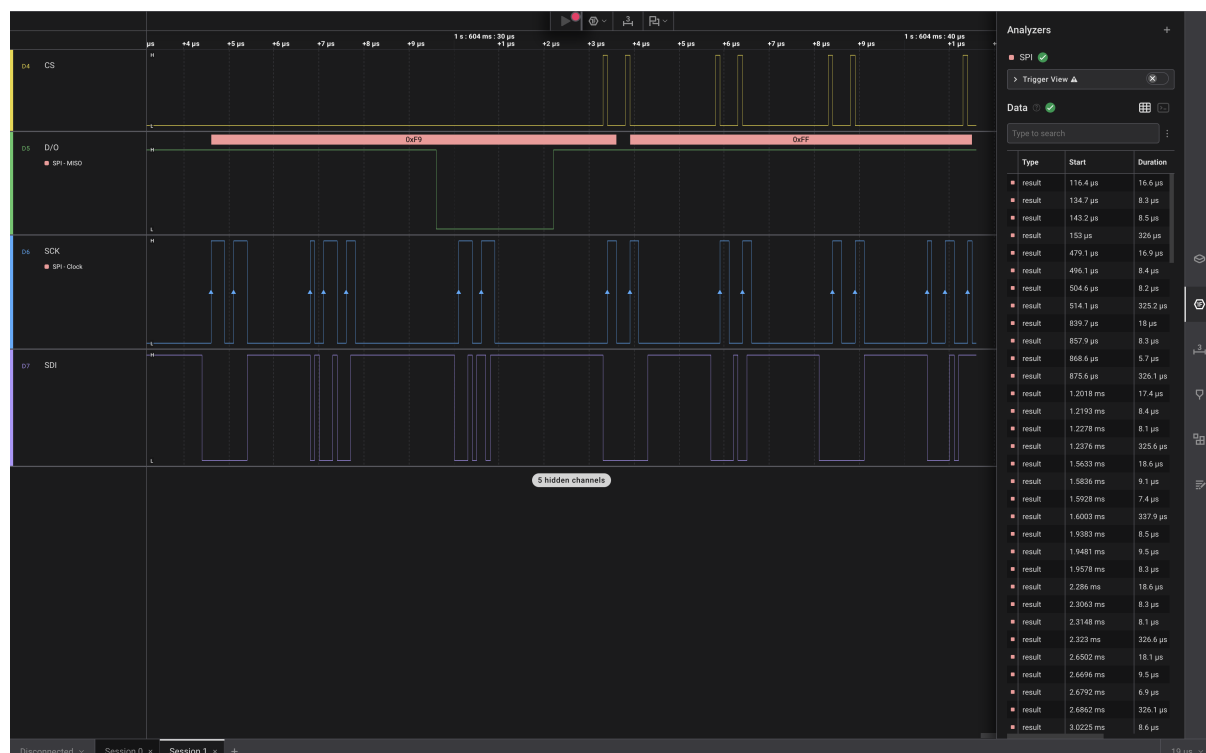 3
1 s : 604 ms : 30 µs
1 s : 604 ms : 40 µs
µs +4 µs +5 µs +6 µs +7 µs +8 µs +9 µs +1 µs +2 µs +3 µs +4 µs +5 µs +6 µs +7 µs +8 µs +9 µs +1 µs
D4 CS
H
L
D5 D/O
SPI - MISO
0xF9 0xFF
H
L
D6 SCK
SPI - Clock
H
L
D7 SDI
H
L
5 hidden channels
Analyzers +
SPI
> Trigger View
Data
Type to search
Type Start Duration
result 116.4 µs 16.6 µs
result 134.7 µs 8.3 µs
result 143.2 µs 8.5 µs
result 153 µs 326 µs
result 479.1 µs 16.9 µs
result 496.1 µs 8.4 µs
result 504.6 µs 8.2 µs
result 514.1 µs 325.2 µs
result 839.7 µs 18 µs
result 857.9 µs 8.3 µs
result 868.6 µs 5.7 µs
result 875.6 µs 326.1 µs
result 1.2018 ms 17.4 µs
result 1.2193 ms 8.4 µs
result 1.2278 ms 8.1 µs
result 1.2376 ms 325.6 µs
result 1.5633 ms 18.6 µs
result 1.5836 ms 9.1 µs
result 1.5928 ms 7.4 µs
result 1.6003 ms 337.9 µs
result 1.9383 ms 8.5 µs
result 1.9481 ms 9.5 µs
result 1.9578 ms 8.3 µs
result 2.286 ms 18.6 µs
result 2.3063 ms 8.3 µs
result 2.3148 ms 8.1 µs
result 2.323 ms 326.6 µs
result 2.6502 ms 18.1 µs
result 2.6696 ms 9.5 µs
result 2.6792 ms 6.9 µs
result 2.6862 ms 326.1 µs
result 3.0225 ms 8.6 µs
3
Disconnected Session 0 × Session 1 × +
19 µs